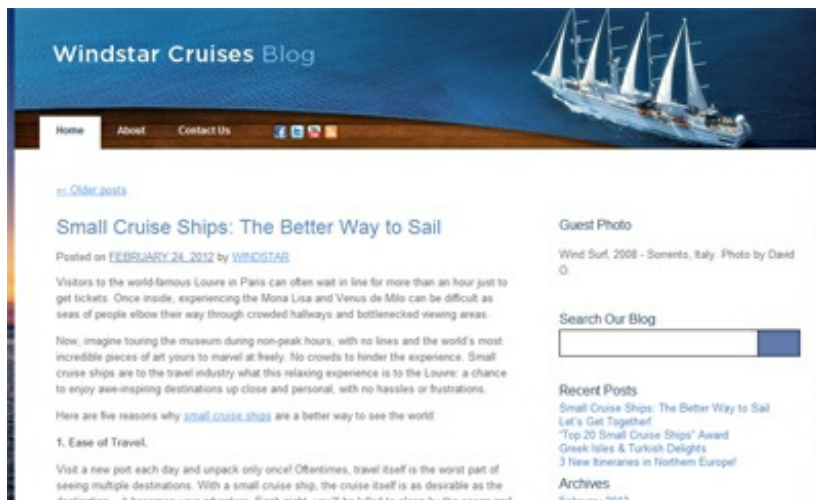 Windstar Cruises Blog
Home About Contact Us
← Older posts
Small Cruise Ships: The Better Way to Sail
Posted on FEBRUARY 24, 2012 by WINDSTAR
Visitors to the world-famous Louvre in Paris can often wait in line for more than an hour just to
get tickets. Once inside, experiencing the Mona Lisa and Venus de Milo can be difficult as
seas of people elbow their way through crowded hallways and bottlenecked viewing areas.
Now, imagine touring the museum during non-peak hours, with no lines and the world's most
incredible pieces of art yours to marvel at freely. No crowds to hinder the experience. Small
cruise ships are to the travel industry what this relaxing experience is to the Louvre: a chance
to enjoy awe-inspiring destinations up close and personal, with no hassles or frustrations.
Here are five reasons why small cruise ships are a better way to see the world:
1. Ease of Travel.
Visit a new port each day and unpack only once! Oftentimes, travel itself is the worst part of
seeing multiple destinations. With a small cruise ship, the cruise itself is as desirable as the
Guest Photo
Wind Surf, 2008 - Sorrento, Italy. Photo by David
O.
Search Our Blog
Recent Posts
Small Cruise Ships: The Better Way to Sail
Let's Get Together!
"Top 20 Small Cruise Ships" Award
Greek Isles & Turkish Delights
3 New Itineraries in Northern Europe!
Archives
February 2012